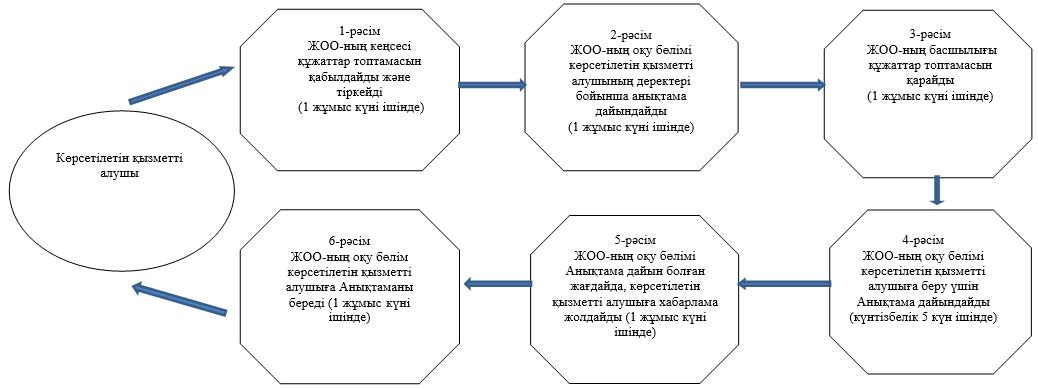 Көрсетілетін қызметті
алушы
1-рәсім
ЖОО-ның кеңсесі
құжаттар топтамасын
қабылдайды және
тіркейді
(1 жұмыс күні ішінде)
2-рәсім
ЖОО-ның оқу бөлімі
көрсетілетін қызметті
алушының деректері
бойынша анықтама
дайындайды
(1 жұмыс күні ішінде)
3-рәсім
ЖОО-ның басшылығы
құжаттар топтамасын
қарайды
(1 жұмыс күні ішінде)
4-рәсім
ЖОО-ның оқу бөлімі
көрсетілетін қызметті
алушыға беру үшін
Анықтама дайындайды
(күнтізбелік 5 күн ішінде)
5-рәсім
ЖОО-ның оқу бөлімі
Анықтама дайын болған
жағдайда, көрсетілетін
қызметті алушыға хабарлама
жолдайды (1 жұмыс күні
ішінде)
6-рәсім
ЖОО-ның оқу бөлім
көрсетілетін қызметті
алушыға Анықтаманы
береді (1 жұмыс күні
ішінде)